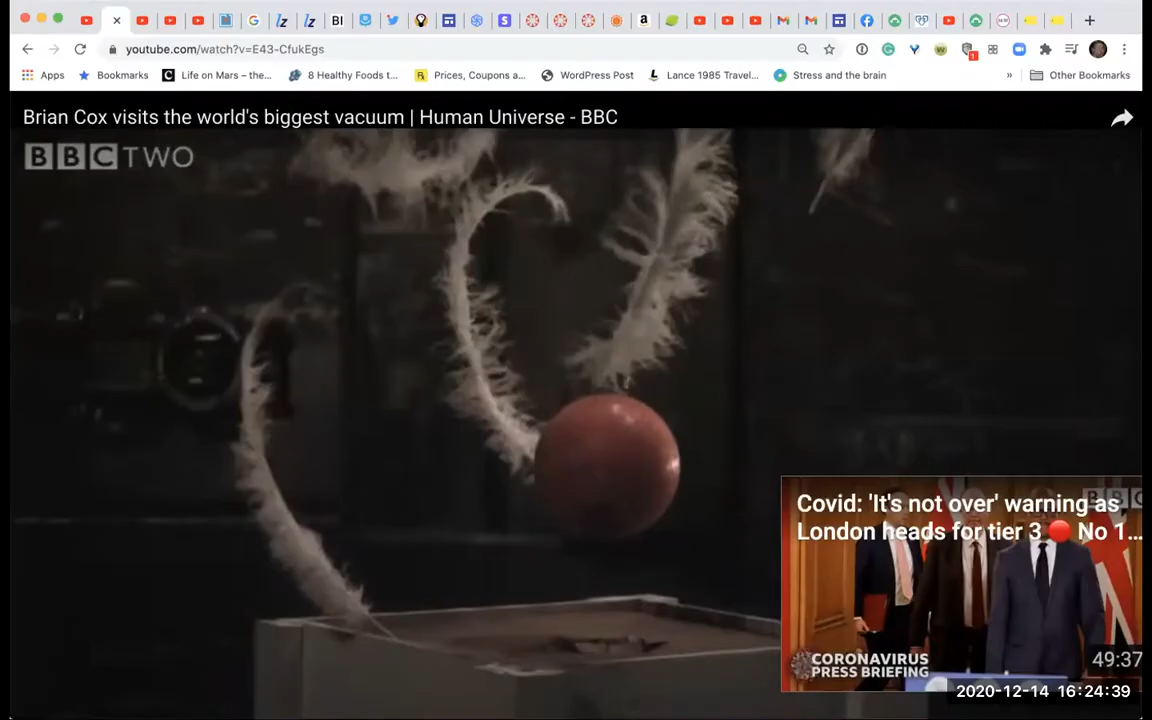 youtube.com/watch?v=E43-CfukEgs
Apps
Bookmarks
Life on Mars – the...
8 Healthy Foods t...
Prices, Coupons a...
WordPress Post
Lance 1985 Travel...
Stress and the brain
»
Other Bookmarks
Brian Cox visits the world's biggest vacuum | Human Universe - BBC
BBC TWO
Covid: 'It's not over' warning as
London heads for tier 3 🔴 No 1...
CORONAVIRUS
PRESS BRIEFING
49:37
2020-12-14 16:24:39